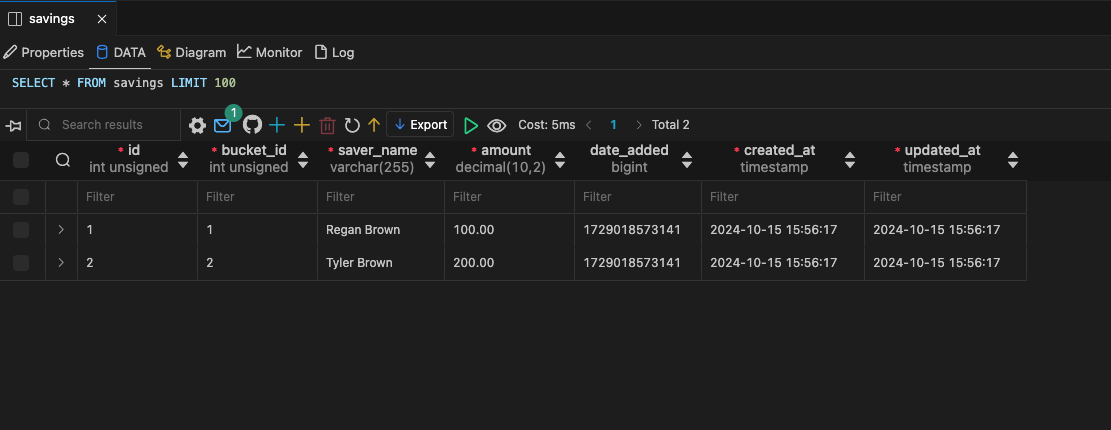 savings
Properties DATA Diagram Monitor Log
SELECT * FROM savings LIMIT 100
Search results 1 Export Cost: 5ms 1 Total 2
* id * bucket_id * saver_name * amount date_added * created_at * updated_at
int unsigned int unsigned varchar(255) decimal(10,2) bigint timestamp timestamp
Filter Filter Filter Filter Filter Filter Filter
1 1 Regan Brown 100.00 1729018573141 2024-10-15 15:56:17 2024-10-15 15:56:17
2 2 Tyler Brown 200.00 1729018573141 2024-10-15 15:56:17 2024-10-15 15:56:17